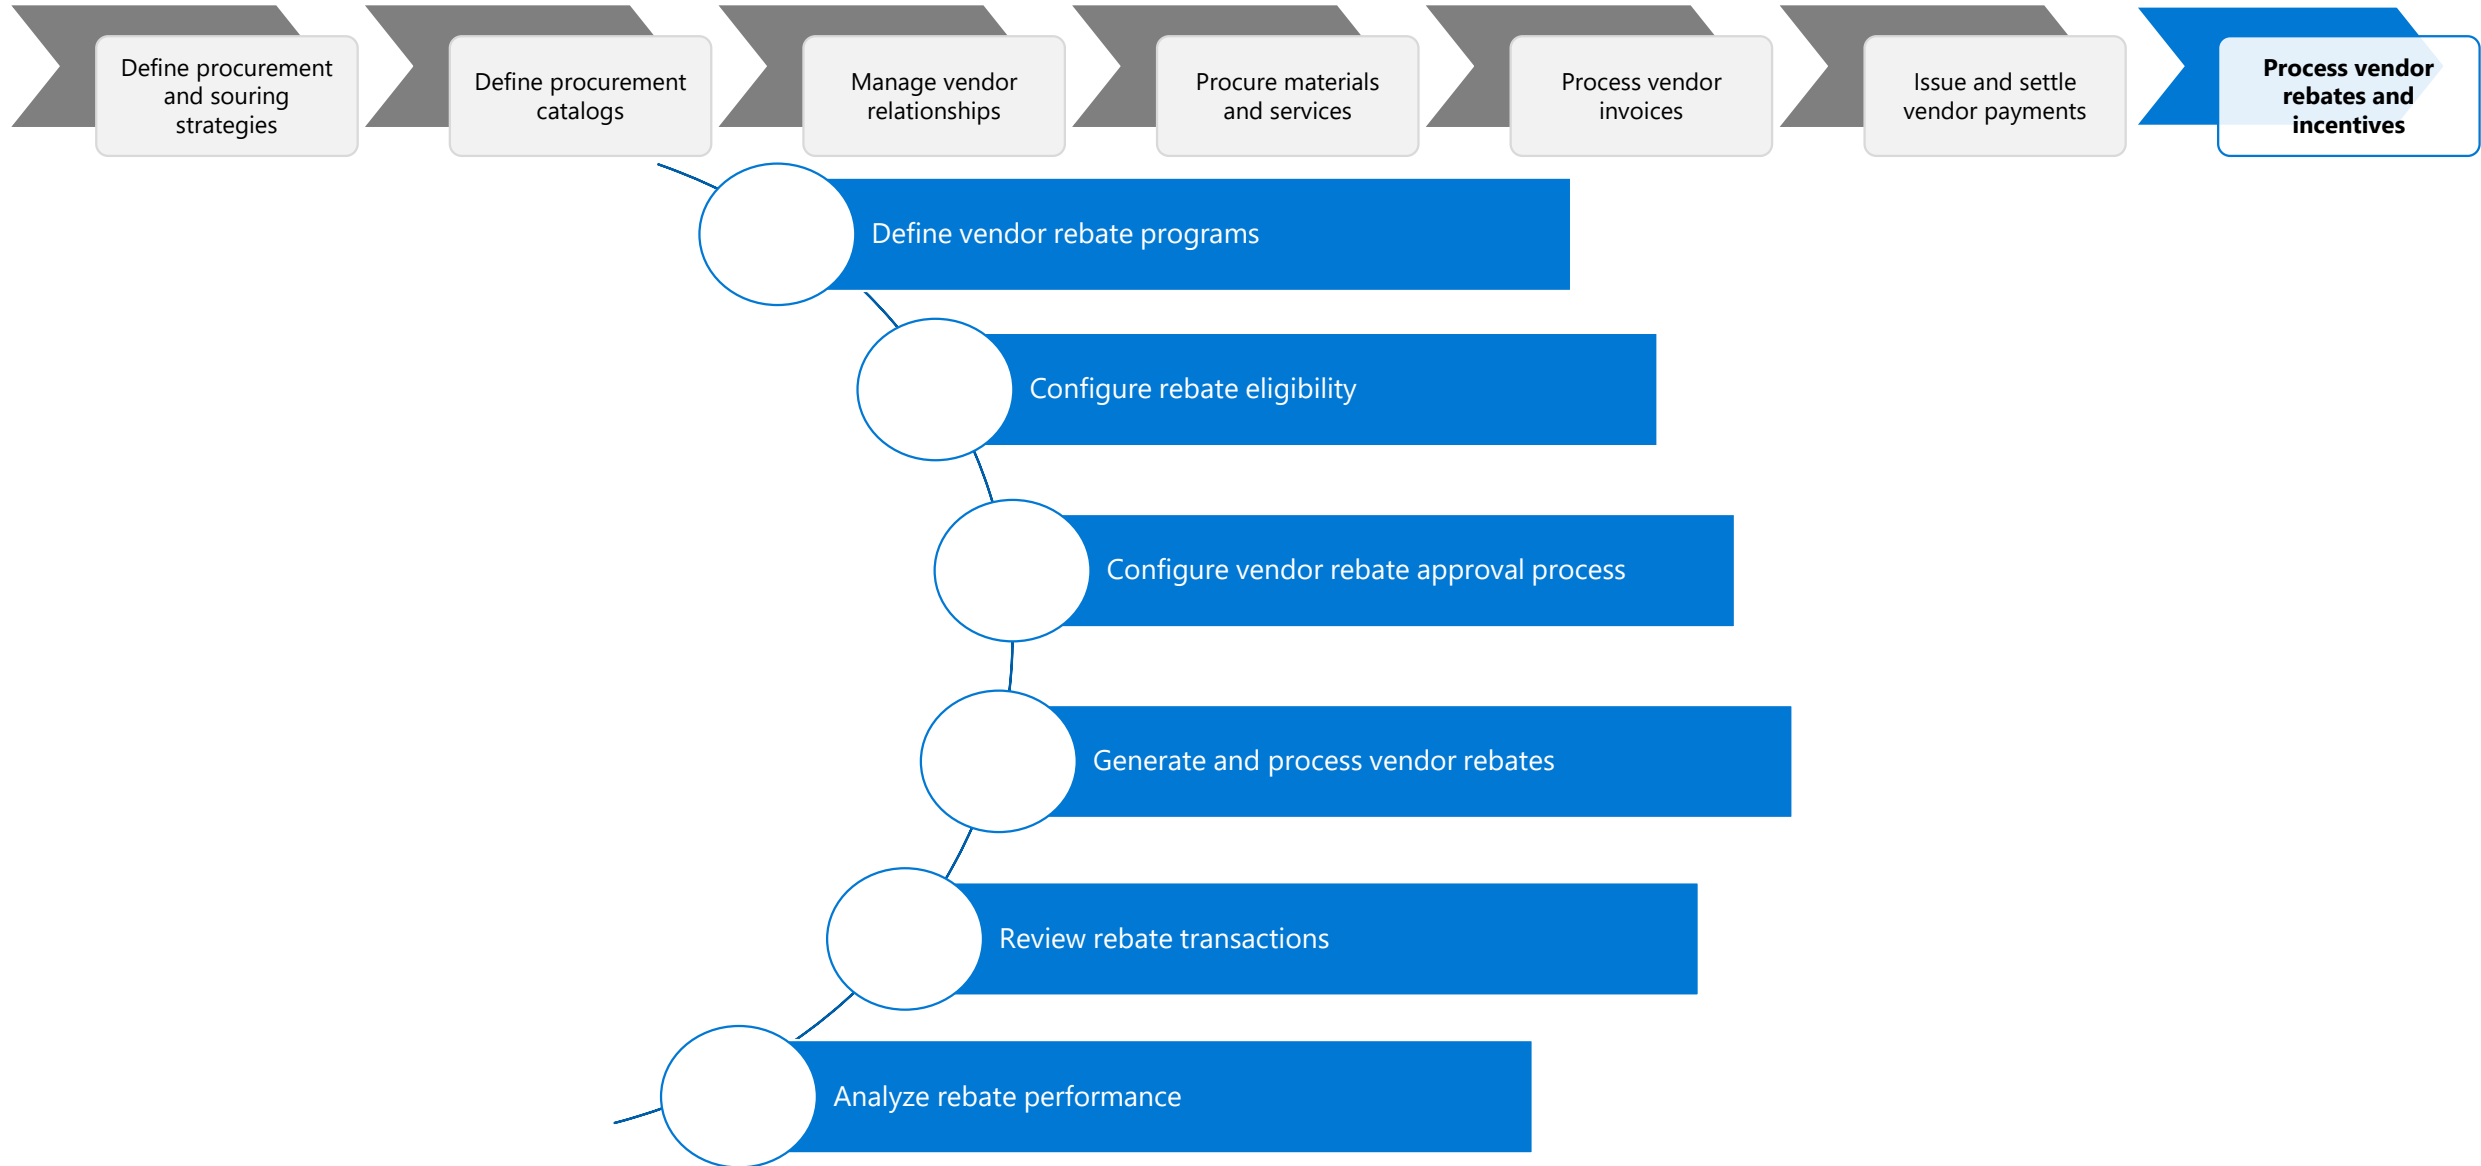 Define procurement
and souring
strategies
Define procurement
catalogs
Manage vendor
relationships
Procure materials
and services
Process vendor
invoices
Issue and settle
vendor payments
Process vendor
rebates and
incentives
Define vendor rebate programs
Configure rebate eligibility
Configure vendor rebate approval process
Generate and process vendor rebates
Review rebate transactions
Analyze rebate performance